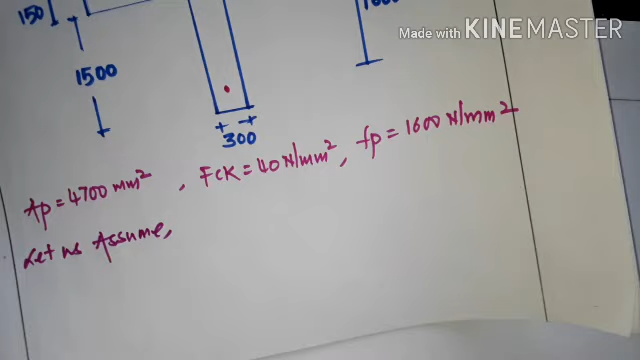 150
Made with KINEMASTER
1500
300
Ap = 4700 mm², FCK = 40 N/mm², fp = 1600 N/mm²
Let us Assume,